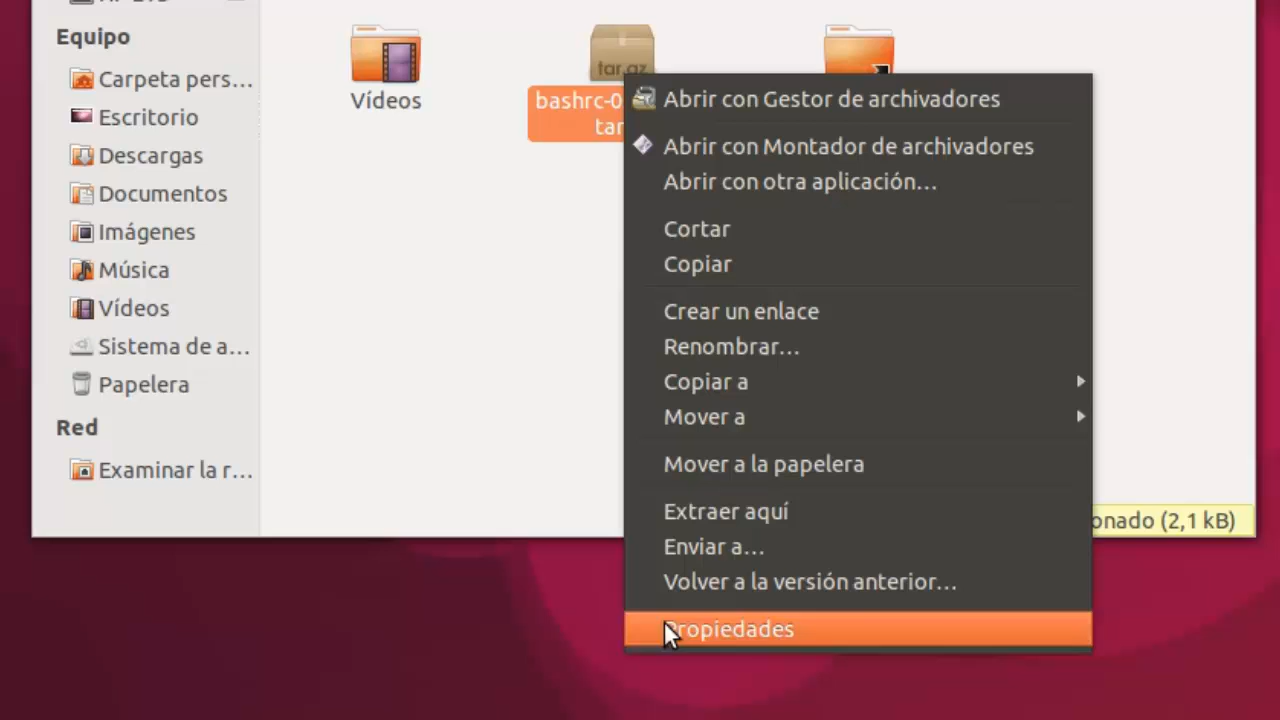 Equipo
Carpeta pers...
Escritorio
Descargas
Documentos
Imágenes
Música
Vídeos
Sistema de a...
Papelera
Red
Examinar la r...
Vídeos
tar.gz
bashrc-0
tar
Abrir con Gestor de archivadores
Abrir con Montador de archivadores
Abrir con otra aplicación...
Cortar
Copiar
Crear un enlace
Renombrar...
Copiar a
Mover a
Mover a la papelera
Extraer aquí
Enviar a...
Volver a la versión anterior...
Propiedades
onado (2,1 kB)